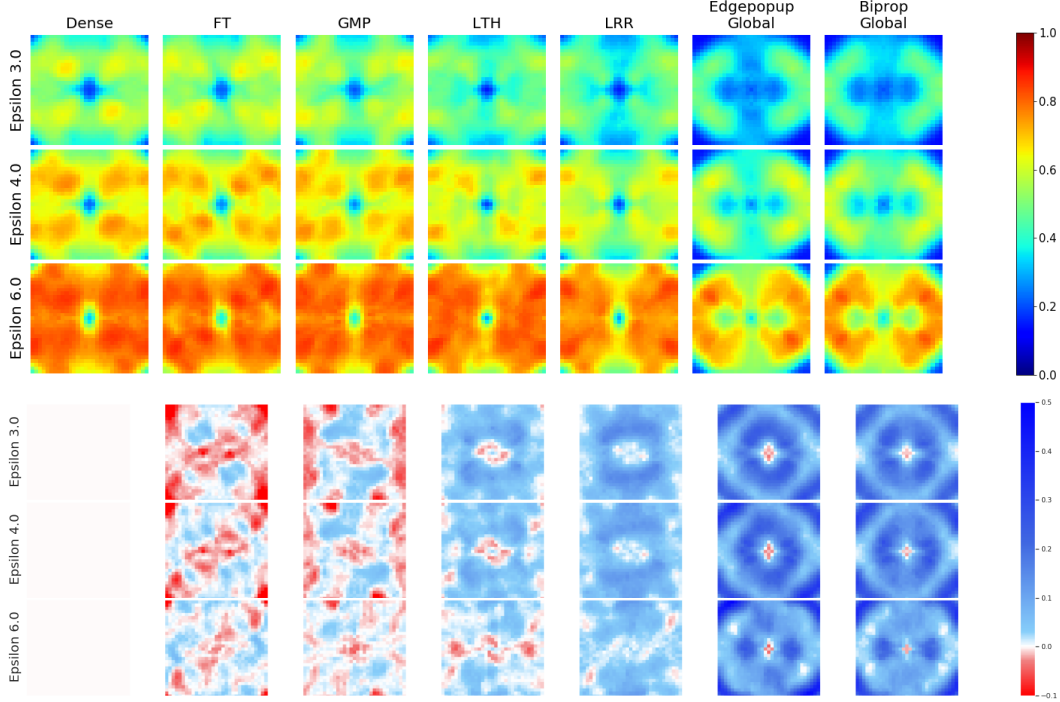 Dense FT GMP LTH LRR Edgepopup Global Biprop Global
Epsilon 3.0
Epsilon 4.0
Epsilon 6.0
1.0
0.8
0.6
0.4
0.2
0.0
Epsilon 3.0
Epsilon 4.0
Epsilon 6.0
0.5
0.4
0.3
0.2
0.1
0.0
−0.1